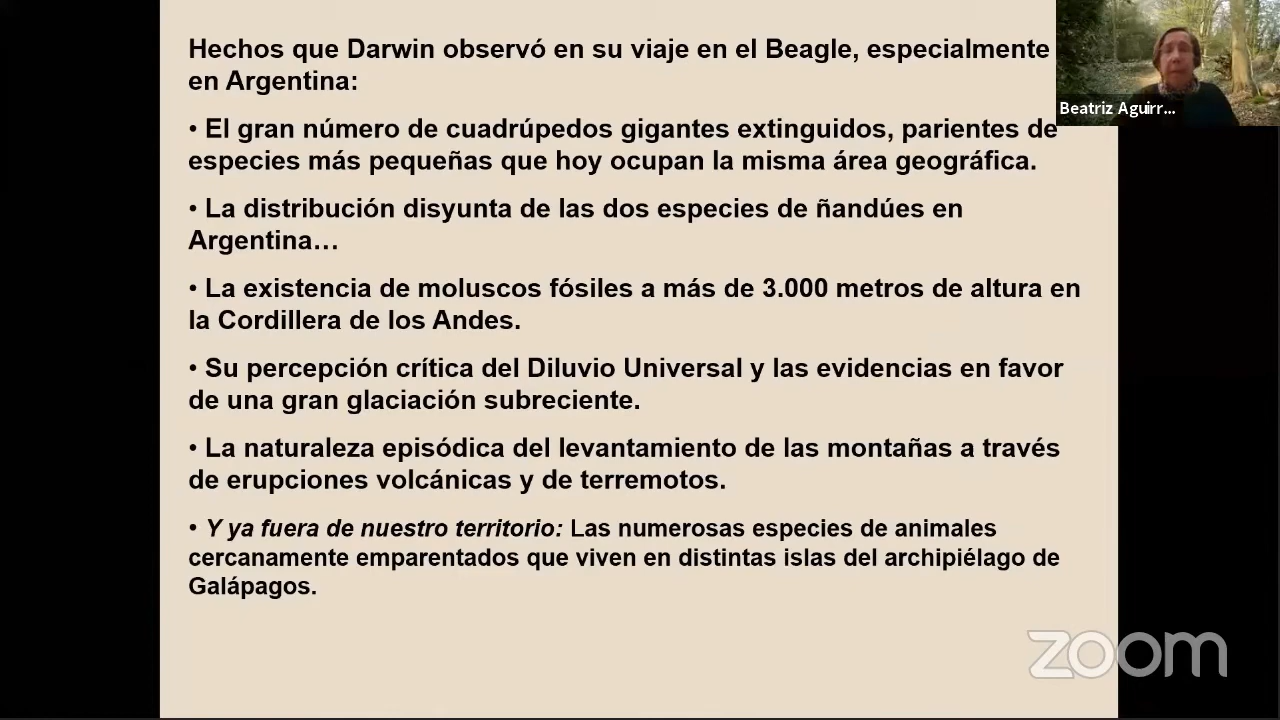 Hechos que Darwin observó en su viaje en el Beagle, especialmente
en Argentina:
• El gran número de cuadrúpedos gigantes extinguidos, parientes de
especies más pequeñas que hoy ocupan la misma área geográfica.
• La distribución disyunta de las dos especies de ñandúes en
Argentina…
• La existencia de moluscos fósiles a más de 3.000 metros de altura en
la Cordillera de los Andes.
• Su percepción crítica del Diluvio Universal y las evidencias en favor
de una gran glaciación subreciente.
• La naturaleza episódica del levantamiento de las montañas a través
de erupciones volcánicas y de terremotos.
• Y ya fuera de nuestro territorio: Las numerosas especies de animales
cercanamente emparentados que viven en distintas islas del archipiélago de
Galápagos.
Beatriz Aguirr...
zoom